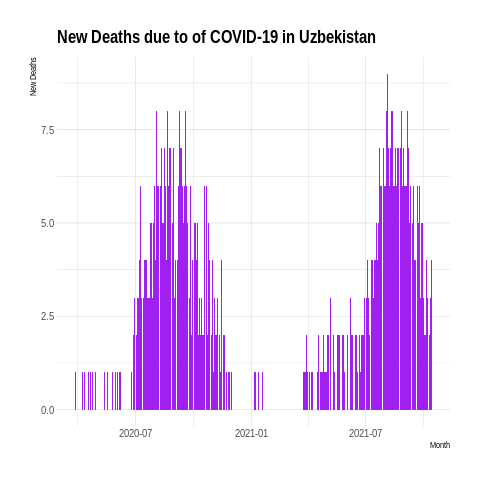 New Deaths due to of COVID-19 in Uzbekistan
New Deaths
7.5
5.0
2.5
0.0
2020-07 2021-01 2021-07
Month